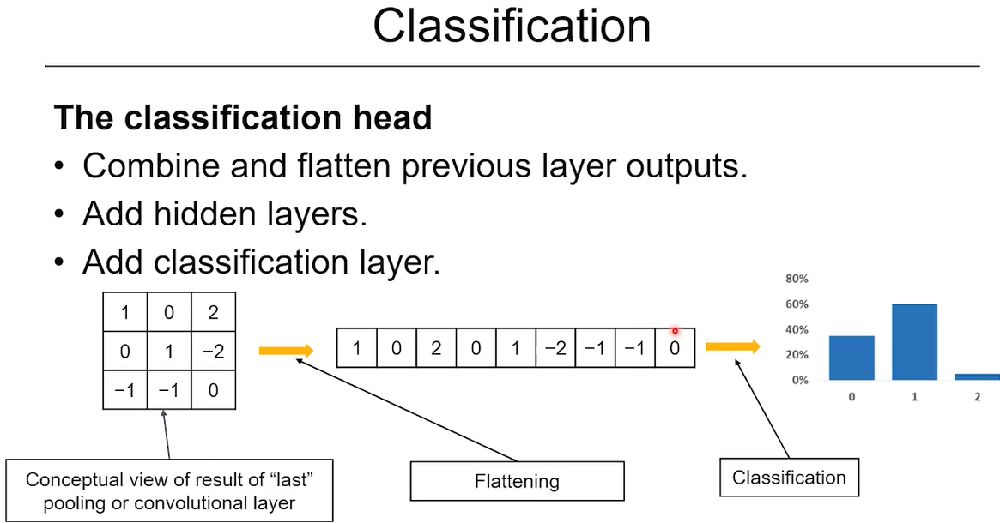 Classification
The classification head
• Combine and flatten previous layer outputs.
• Add hidden layers.
• Add classification layer.
1 0 2
0 1 −2
−1 −1 0
1 0 2 0 1 −2 −1 −1 0
80%
60%
40%
20%
0%
0 1 2
Conceptual view of result of “last”
pooling or convolutional layer
Flattening
Classification